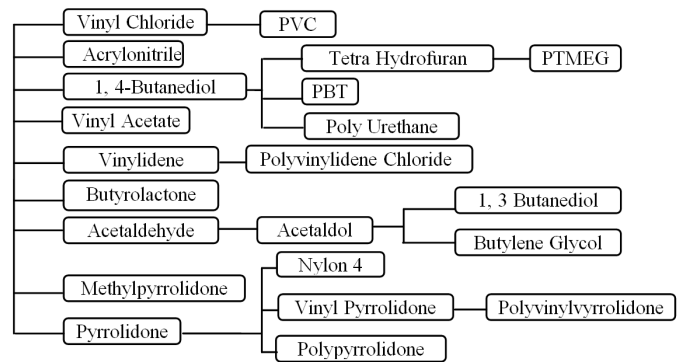 Vinyl Chloride
PVC
Acrylonitrile
Tetra Hydrofuran
PTMEG
1, 4-Butanediol
PBT
Vinyl Acetate
Poly Urethane
Vinylidene
Polyvinylidene Chloride
Butyrolactone
1, 3 Butanediol
Acetaldehyde
Acetaldol
Butylene Glycol
Nylon 4
Methylpyrrolidone
Vinyl Pyrrolidone
Polyvinylvyrrolidone
Pyrrolidone
Polypyrrolidone